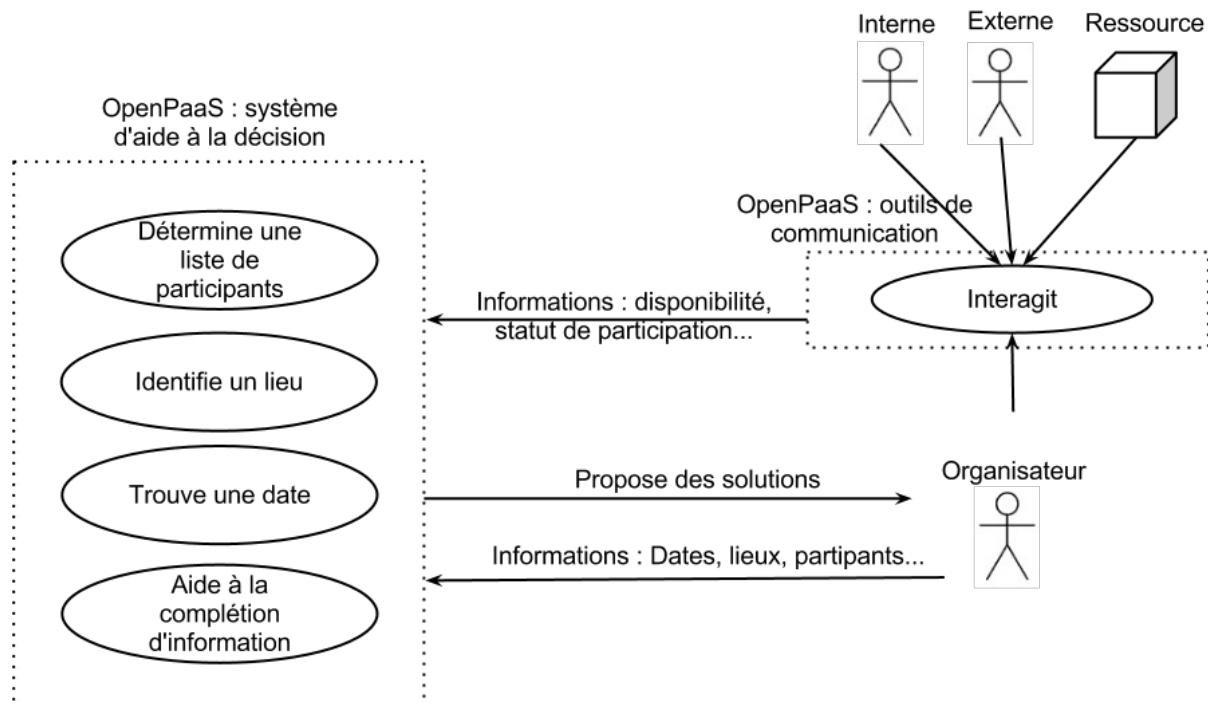 Interne
Externe
Ressource
OpenPaaS : système
d'aide à la décision
OpenPaaS : outils de
communication
Détermine une
liste de
participants
Interagit
Informations : disponibilité,
statut de participation...
Identifie un lieu
Trouve une date
Propose des solutions
Organisateur
Informations : Dates, lieux, partipants...
Aide à la
complétion
d'information